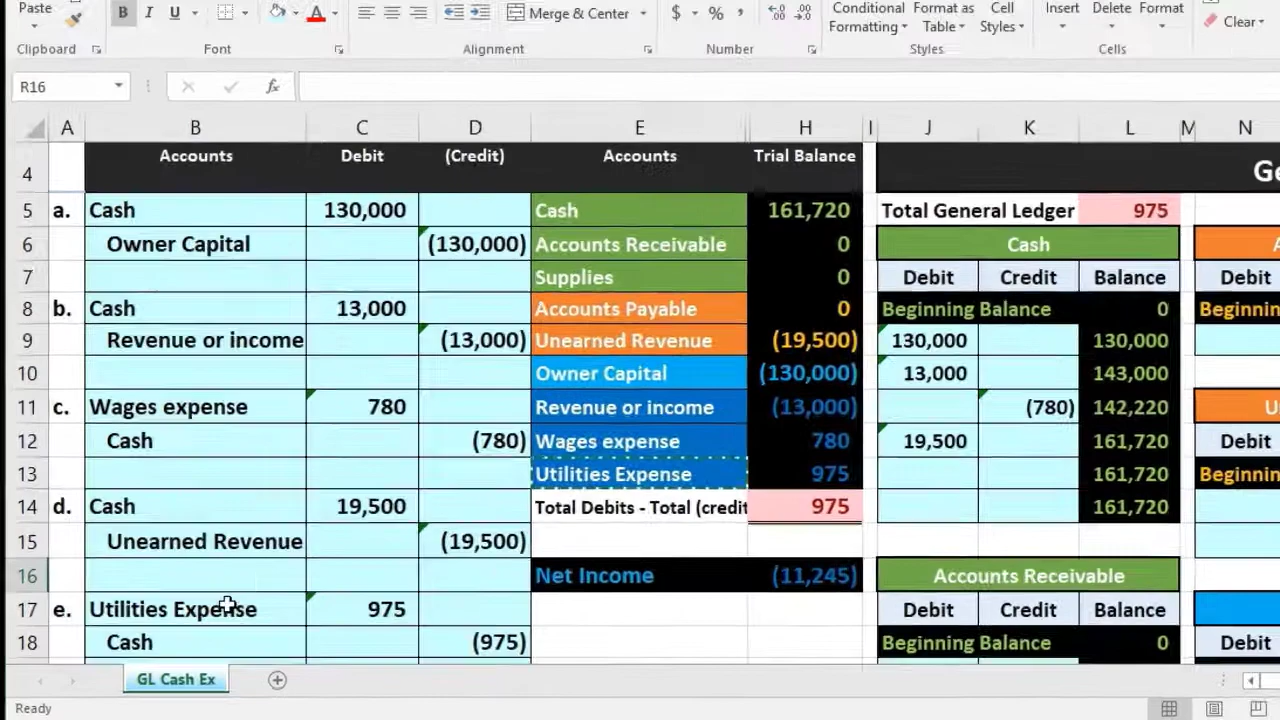 Paste B I U A Merge & Center $ % , Conditional Formatting Format as Table Cell Styles Insert Delete Format Clear
Clipboard Font Alignment Number Styles Cells
R16 fx
A B C D E H I J K L M N
4 Accounts Debit (Credit) Accounts Trial Balance Ge
5 a. Cash 130,000 Cash 161,720 Total General Ledger 975
6 Owner Capital (130,000) Accounts Receivable 0 Cash A
7 Supplies 0 Debit Credit Balance Debit
8 b. Cash 13,000 Accounts Payable 0 Beginning Balance 0 Beginnin
9 Revenue or income (13,000) Unearned Revenue (19,500) 130,000 130,000
10 Owner Capital (130,000) 13,000 143,000
11 c. Wages expense 780 Revenue or income (13,000) (780) 142,220 U
12 Cash (780) Wages expense 780 19,500 161,720 Debit
13 Utilities Expense 975 161,720 Beginnin
14 d. Cash 19,500 Total Debits - Total (credit 975 161,720
15 Unearned Revenue (19,500)
16 Net Income (11,245) Accounts Receivable
17 e. Utilities Expense 975 Debit Credit Balance
18 Cash (975) Beginning Balance 0 Debit
GL Cash Ex
Ready